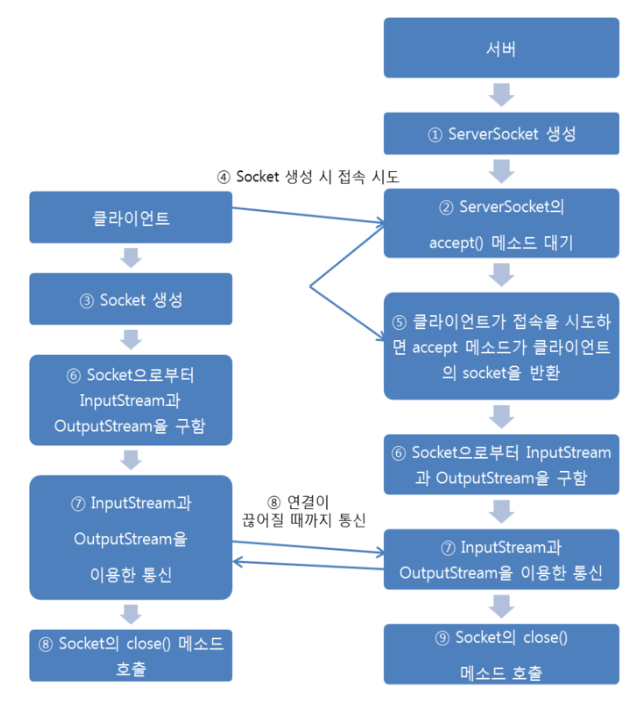 서버
① ServerSocket 생성
④ Socket 생성 시 접속 시도
클라이언트
② ServerSocket의
accept() 메소드 대기
③ Socket 생성
⑤ 클라이언트가 접속을 시도하
면 accept 메소드가 클라이언트
의 socket을 반환
⑥ Socket으로부터
InputStream과
OutputStream을 구함
⑥ Socket으로부터 InputStream
과 OutputStream을 구함
⑦ InputStream과
OutputStream을
이용한 통신
⑧ 연결이
끊어질 때까지 통신
⑦ InputStream과
OutputStream을 이용한 통신
⑧ Socket의 close() 메소드
호출
⑨ Socket의 close()
메소드 호출